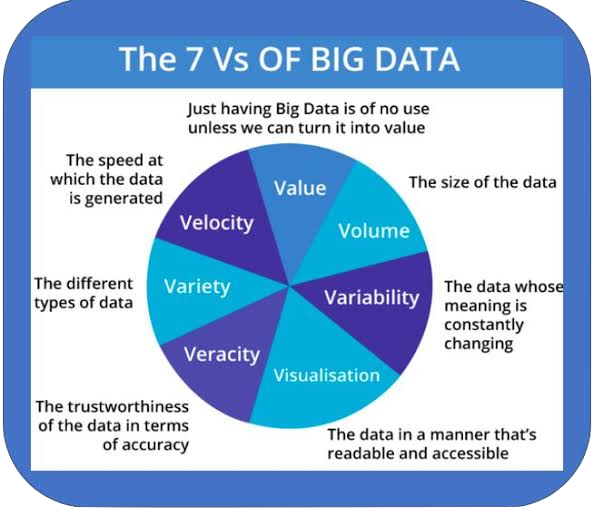 The 7 Vs OF BIG DATA
Just having Big Data is of no use
unless we can turn it into value
Value
The size of the data
Volume
The data whose
meaning is
constantly
changing
Variability
The data in a manner that's
readable and accessible
Visualisation
The trustworthiness
of the data in terms
of accuracy
Veracity
The different
types of data
Variety
The speed at
which the data
is generated
Velocity